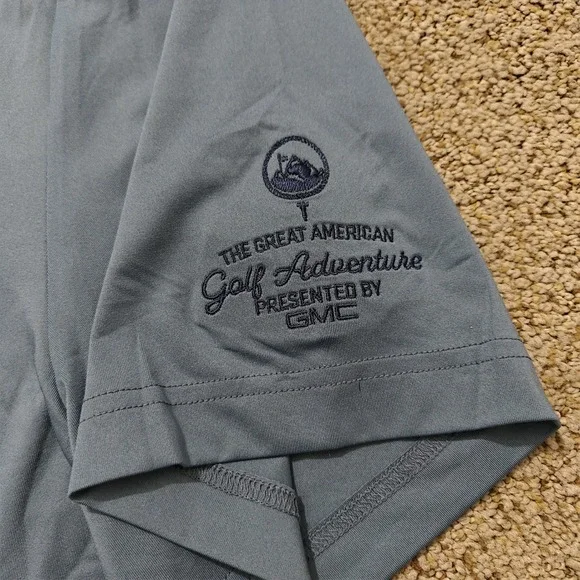 THE GREAT AMERICAN
Golf Adventure
PRESENTED BY
GMC